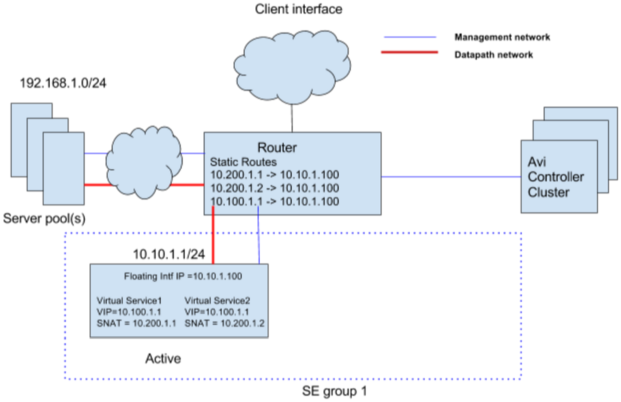 Client interface
Management network
Datapath network
192.168.1.0/24
Router
Static Routes
10.200.1.1 -> 10.10.1.100
10.200.1.2 -> 10.10.1.100
10.100.1.1 -> 10.10.1.100
Avi
Controller
Cluster
Server pool(s)
10.10.1.1/24
Floating Intf IP =10.10.1.100
Virtual Service1
VIP=10.100.1.1
SNAT = 10.200.1.1
Virtual Service2
VIP=10.100.1.1
SNAT = 10.200.1.2
Active
SE group 1